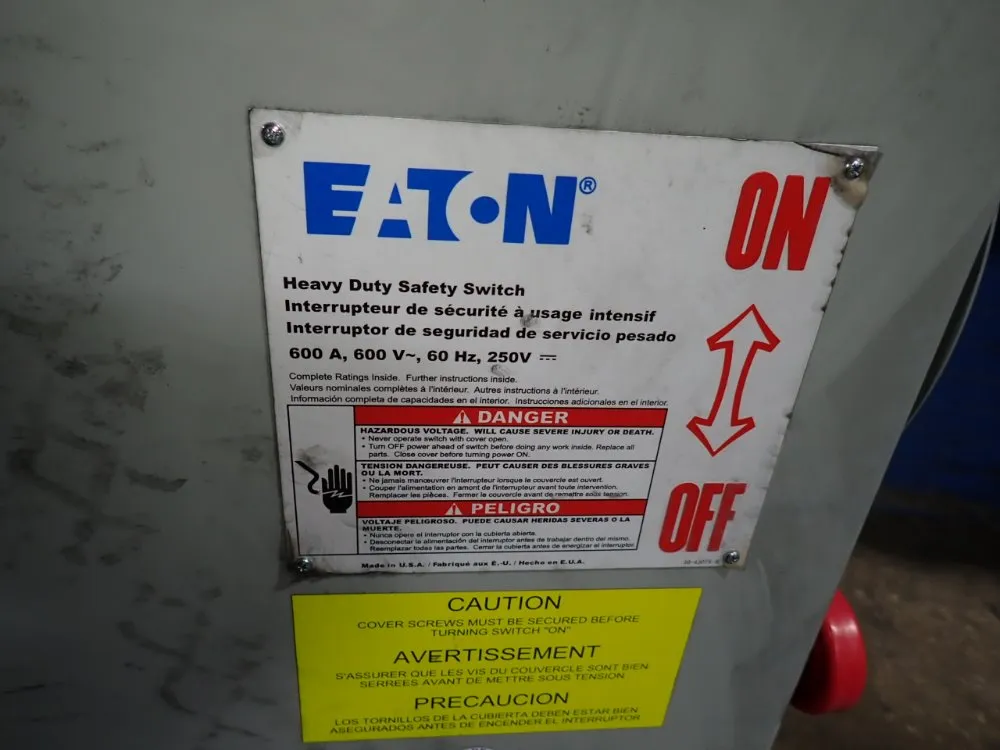 EATON®
ON
Heavy Duty Safety Switch
Interrupteur de sécurité à usage intensif
Interruptor de seguridad de servicio pesado
600 A, 600 V~, 60 Hz, 250V ⎓
Complete Ratings Inside. Further instructions inside.
Valeurs nominales complètes à l'intérieur. Autres instructions à l'intérieur.
Información completa de capacidades en el interior. Instrucciones adicionales en el interior.
DANGER
HAZARDOUS VOLTAGE. WILL CAUSE SEVERE INJURY OR DEATH.
• Never operate switch with cover open.
• Turn OFF power ahead of switch before doing any work inside. Replace all
parts. Close cover before turning power ON.
TENSION DANGEREUSE. PEUT CAUSER DES BLESSURES GRAVES
OU LA MORT.
• Ne jamais manœuvrer l'interrupteur lorsque le couvercle est ouvert.
• Couper l'alimentation en amont de l'interrupteur avant toute intervention.
Remplacer les pièces. Fermer le couvercle avant de remettre sous tension.
PELIGRO
VOLTAJE PELIGROSO. PUEDE CAUSAR HERIDAS SEVERAS O LA
MUERTE.
• Nunca opere el interruptor con la cubierta abierta.
• Desconectar la alimentación del interruptor antes de trabajar dentro del mismo.
Reemplazar todas las partes. Cerrar la cubierta antes de energizar el interruptor.
OFF
Made in U.S.A. / Fabriqué aux É.-U. / Hecho en E.U.A.
CAUTION
COVER SCREWS MUST BE SECURED BEFORE
TURNING SWITCH "ON"
AVERTISSEMENT
S'ASSURER QUE LES VIS DU COUVERCLE SONT BIEN
SERREES AVANT DE METTRE SOUS TENSION
PRECAUCION
LOS TORNILLOS DE LA CUBIERTA DEBEN ESTAR BIEN
ASEGURADOS ANTES DE ENCENDER EL INTERRUPTOR